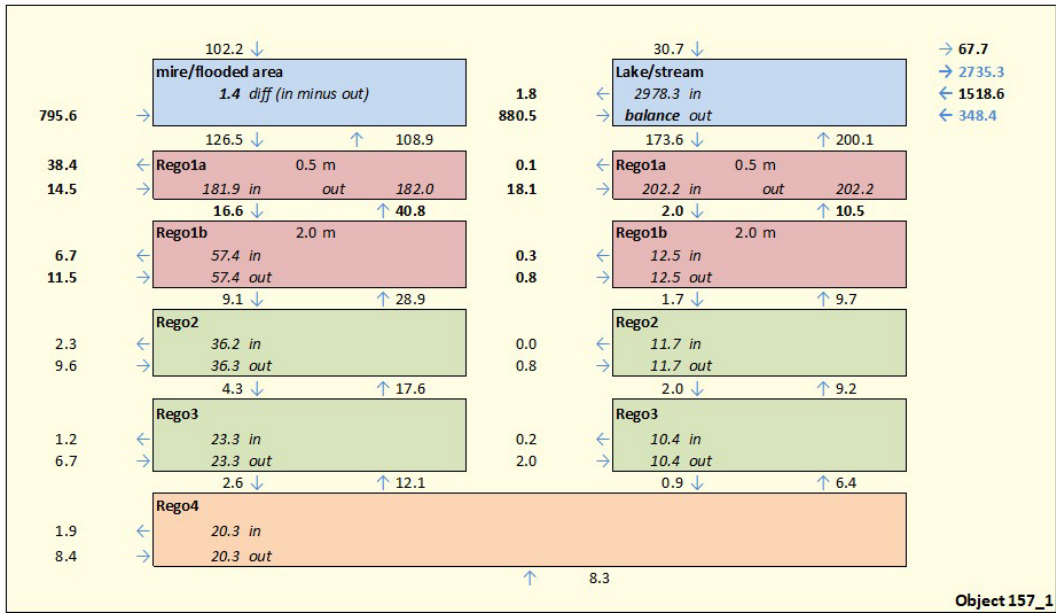 102.2 ↓ 30.7 ↓ → 67.7
mire/flooded area Lake/stream → 2735.3
1.4 diff (in minus out) 1.8 ← 2978.3 in ← 1518.6
795.6 → 880.5 → balance out ← 348.4
126.5 ↓ ↑ 108.9 173.6 ↓ ↑ 200.1
38.4 ← Rego1a 0.5 m 0.1 ← Rego1a 0.5 m
14.5 → 181.9 in out 182.0 18.1 → 202.2 in out 202.2
16.6 ↓ ↑ 40.8 2.0 ↓ ↑ 10.5
Rego1b 2.0 m Rego1b 2.0 m
6.7 ← 57.4 in 0.3 ← 12.5 in
11.5 → 57.4 out 0.8 → 12.5 out
9.1 ↓ ↑ 28.9 1.7 ↓ ↑ 9.7
Rego2 Rego2
2.3 ← 36.2 in 0.0 ← 11.7 in
9.6 → 36.3 out 0.8 → 11.7 out
4.3 ↓ ↑ 17.6 2.0 ↓ ↑ 9.2
Rego3 Rego3
1.2 ← 23.3 in 0.2 ← 10.4 in
6.7 → 23.3 out 2.0 → 10.4 out
2.6 ↓ ↑ 12.1 0.9 ↓ ↑ 6.4
Rego4
1.9 ← 20.3 in
8.4 → 20.3 out
↑ 8.3
Object 157_1